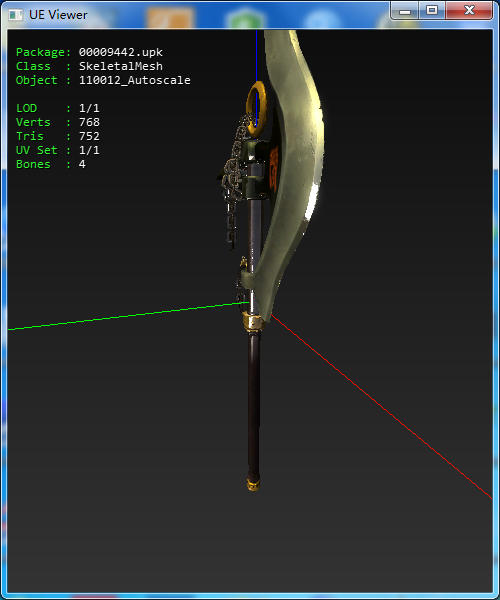 UE Viewer
Package: 00009442.upk
Class : SkeletalMesh
Object : 110012_Autoscale
LOD : 1/1
Verts : 768
Tris : 752
UV Set : 1/1
Bones : 4